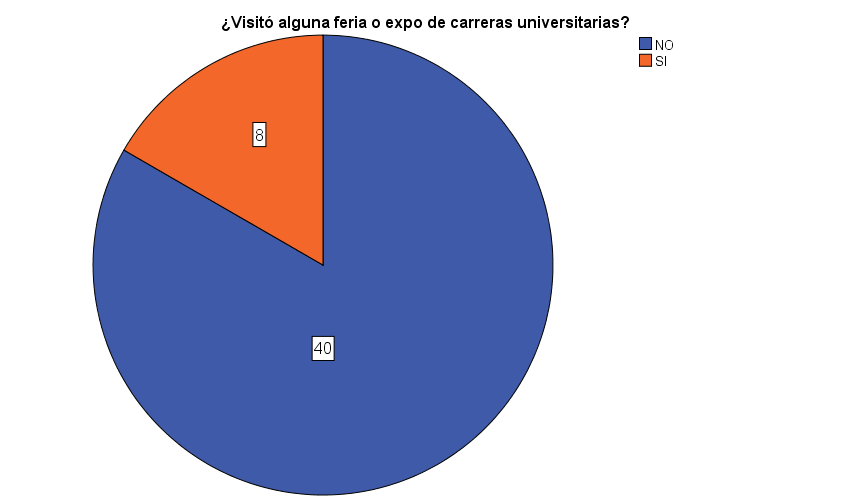 ¿Visitó alguna feria o expo de carreras universitarias?
NO
SI
8
40